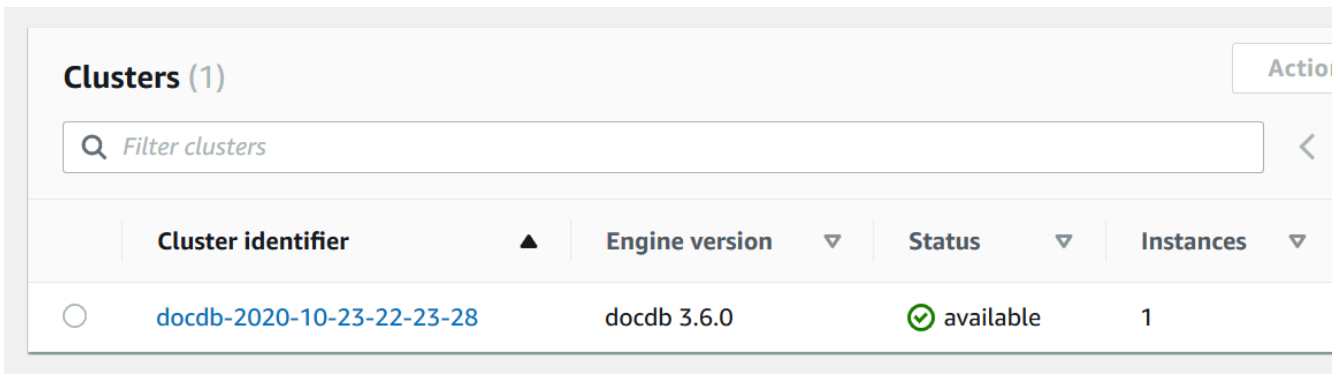 Clusters (1)
Actio
Filter clusters
Cluster identifier Engine version Status Instances
docdb-2020-10-23-22-23-28 docdb 3.6.0 available 1